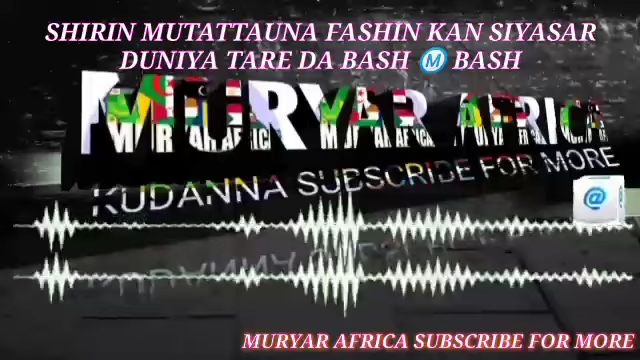 SHIRIN MUTATTAUNA FASHIN KAN SIYASAR
DUNIYA TARE DA BASH M BASH
MURYAR AFRICA
KUDANNA SUBSCRIBE FOR MORE
@
MURYAR AFRICA SUBSCRIBE FOR MORE